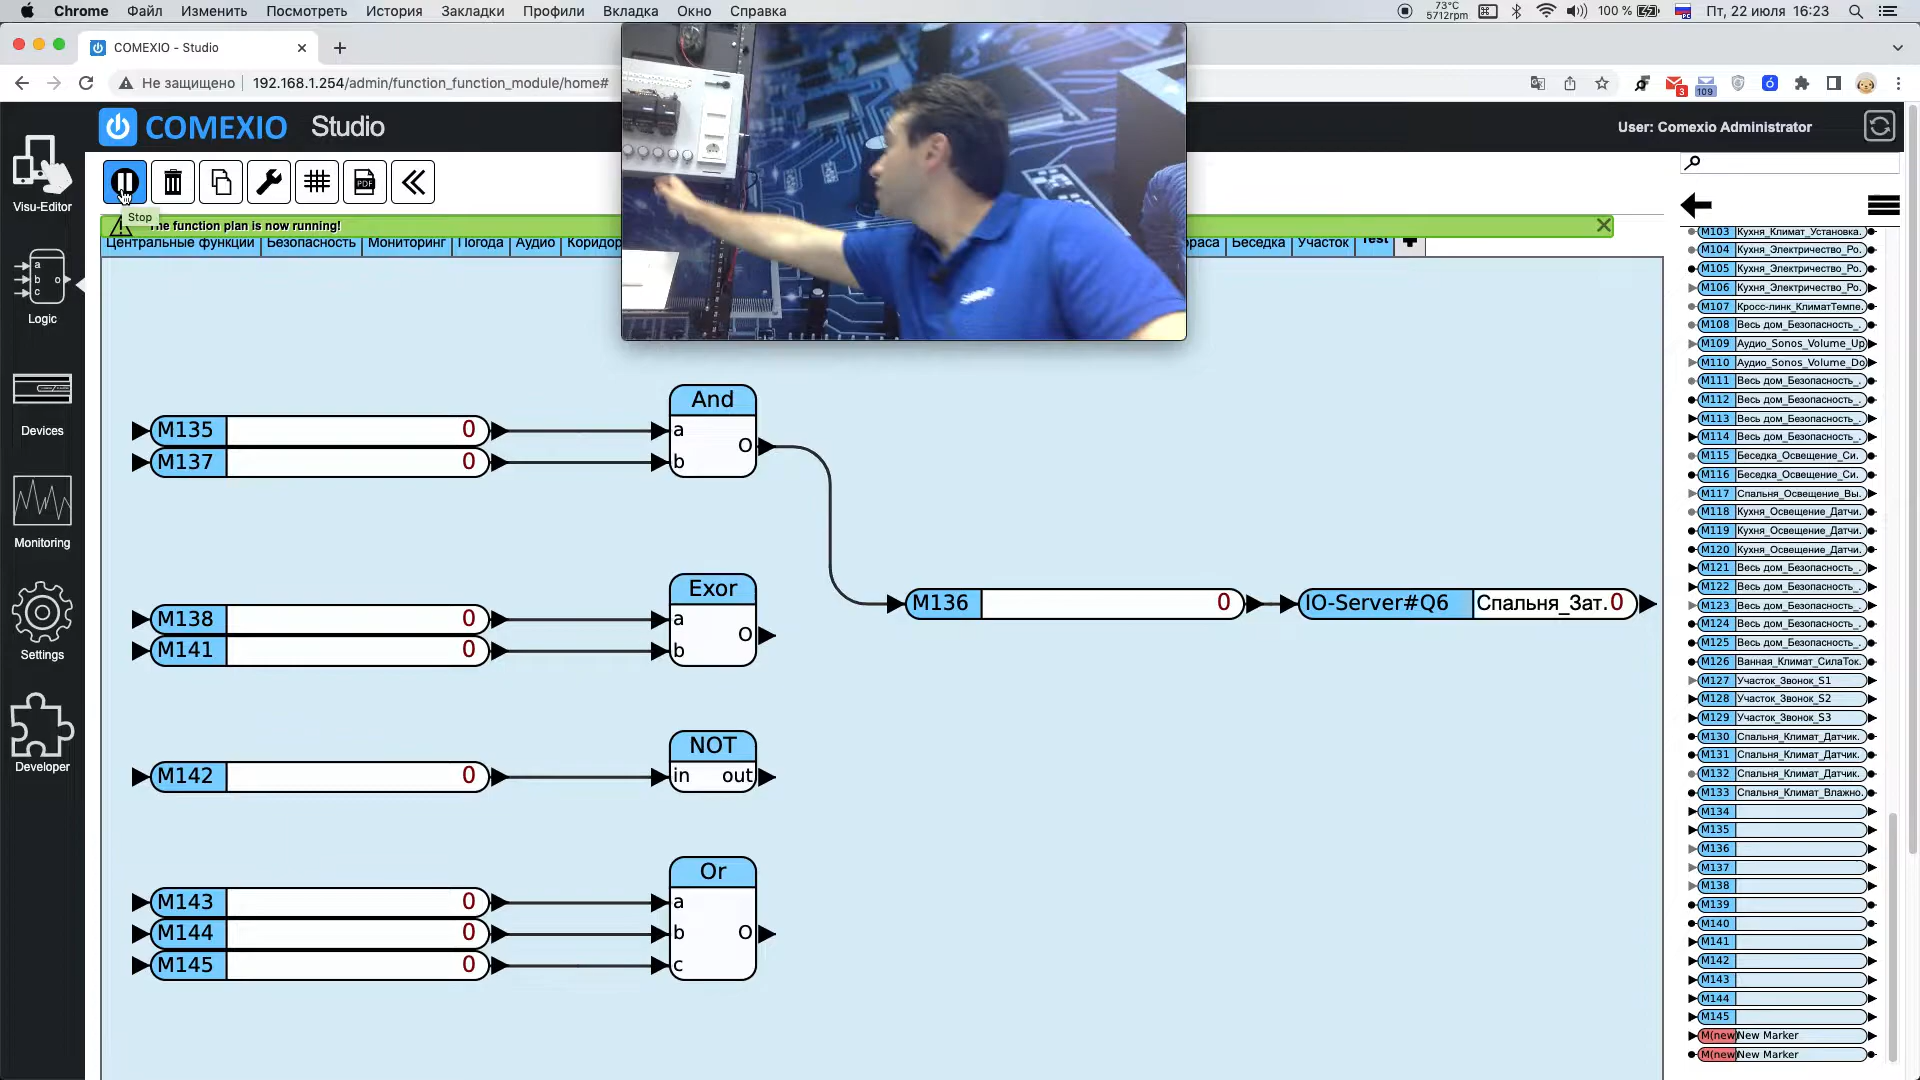 Chrome Файл Изменить Посмотреть История Закладки Профили Вкладка Окно Справка 73°C 5712rpm 100 % Пт, 22 июля 16:23
COMEXIO - Studio
Не защищено 192.168.1.254/admin/function_function_module/home# 3 109
COMEXIO Studio User: Comexio Administrator
Visu-Editor
a
b o
c
Logic
Devices
Monitoring
Settings
Developer
PDF
Stop
The function plan is now running!
Центральные функции Безопасность Мониторинг Погода Аудио Беседка Участок Test
And
M135 0 a
O
M137 0 b
Exor
M138 0 a
O
M141 0 b
M136 0 IO-Server#Q6 Спальня_Зат. 0
NOT
M142 0 in out
Or
M143 0 a
M144 0 b O
M145 0 c
M103 Кухня_Климат_Установка.
M104 Кухня_Электричество_Ро.
M105 Кухня_Электричество_Ро.
M106 Кухня_Электричество_Ро.
M107 Кросс-линк_КлиматТемпе.
M108 Весь дом_Безопасность_.
M109 Аудио_Sonos_Volume_Up
M110 Аудио_Sonos_Volume_Do
M111 Весь дом_Безопасность_.
M112 Весь дом_Безопасность_.
M113 Весь дом_Безопасность_.
M114 Весь дом_Безопасность_.
M115 Беседка_Освещение_Си.
M116 Беседка_Освещение_Си.
M117 Спальня_Освещение_Вы.
M118 Кухня_Освещение_Датчи.
M119 Кухня_Освещение_Датчи.
M120 Кухня_Освещение_Датчи.
M121 Весь дом_Безопасность_.
M122 Весь дом_Безопасность_.
M123 Весь дом_Безопасность_.
M124 Весь дом_Безопасность_.
M125 Весь дом_Безопасность_.
M126 Ванная_Климат_СилаТок.
M127 Участок_Звонок_S1
M128 Участок_Звонок_S2
M129 Участок_Звонок_S3
M130 Спальня_Климат_Датчик.
M131 Спальня_Климат_Датчик.
M132 Спальня_Климат_Датчик.
M133 Спальня_Климат_Влажно.
M134
M135
M136
M137
M138
M139
M140
M141
M142
M143
M144
M145
M(new) New Marker
M(new) New Marker